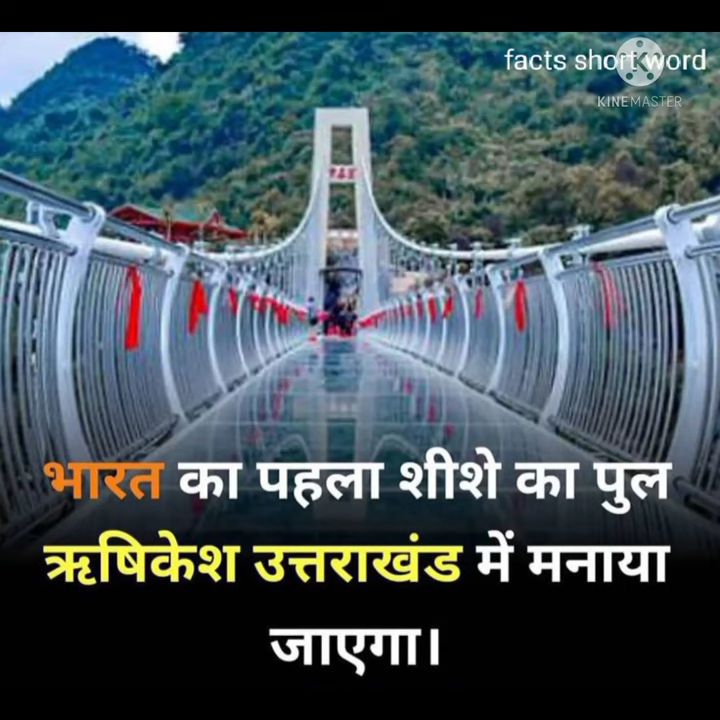 facts short word
KINEMASTER
भारत का पहला शीशे का पुल
ऋषिकेश उत्तराखंड में मनाया
जाएगा।